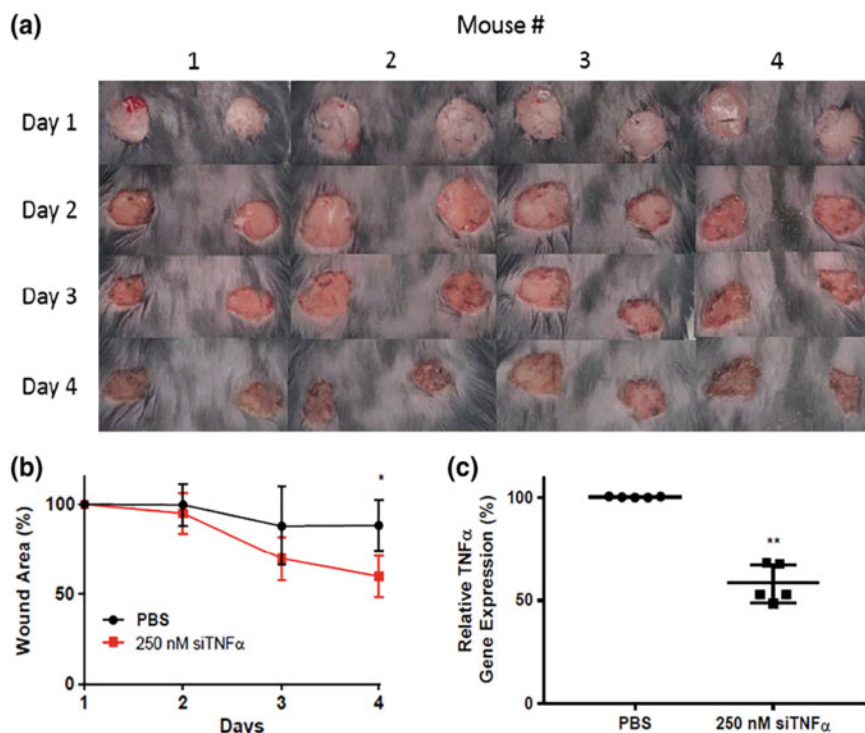 (a)
Mouse #
1 2 3 4
Day 1
Day 2
Day 3
Day 4
(b)
*
100
50
0
Wound Area (%)
PBS
250 nM siTNFα
1 2 3 4
Days
(c)
Relative TNFα
Gene Expression (%)
100
50
0
**
PBS 250 nM siTNFα